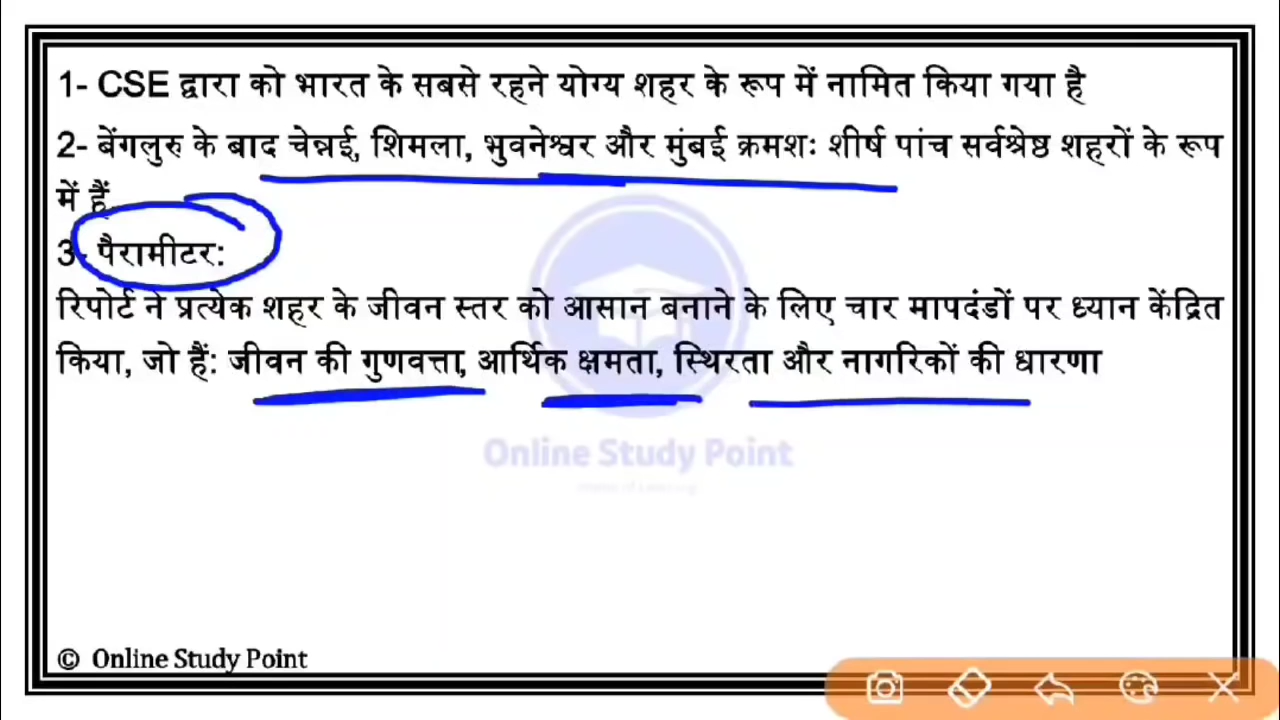 1- CSE द्वारा को भारत के सबसे रहने योग्य शहर के रूप में नामित किया गया है
2- बेंगलुरु के बाद चेन्नई, शिमला, भुवनेश्वर और मुंबई क्रमशः शीर्ष पांच सर्वश्रेष्ठ शहरों के रूप
में हैं
3- पैरामीटर:
रिपोर्ट ने प्रत्येक शहर के जीवन स्तर को आसान बनाने के लिए चार मापदंडों पर ध्यान केंद्रित
किया, जो हैं: जीवन की गुणवत्ता, आर्थिक क्षमता, स्थिरता और नागरिकों की धारणा
Online Study Point
© Online Study Point